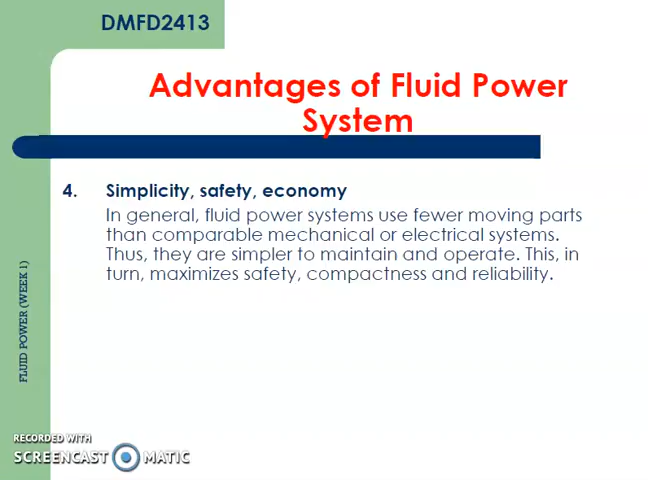 DMFD2413
Advantages of Fluid Power
System
4. Simplicity, safety, economy
In general, fluid power systems use fewer moving parts
than comparable mechanical or electrical systems.
Thus, they are simpler to maintain and operate. This, in
turn, maximizes safety, compactness and reliability.
FLUID POWER (WEEK 1)
RECORDED WITH
SCREENCAST MATIC